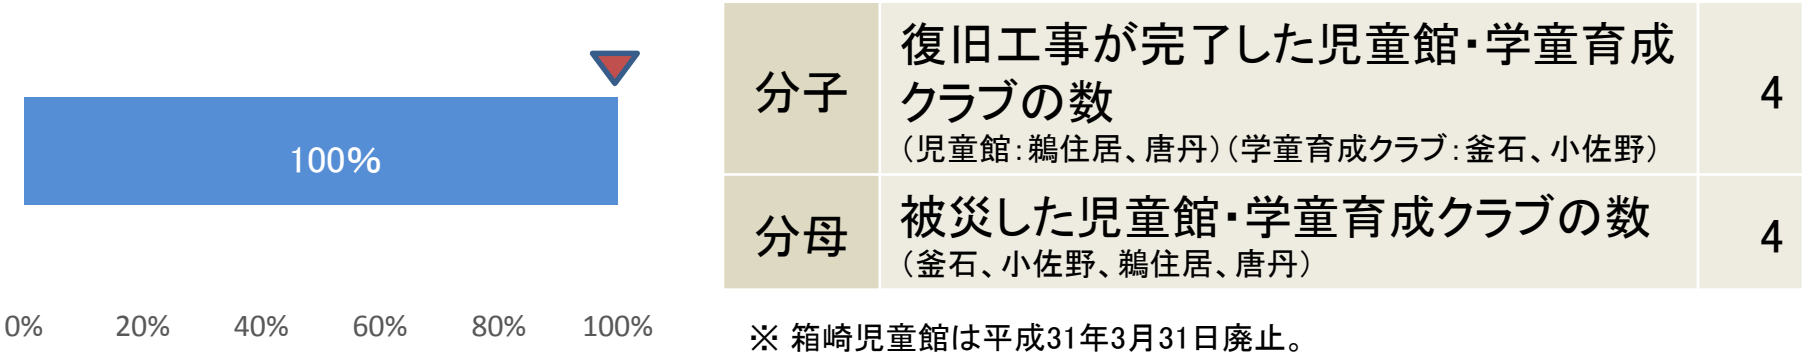 100%
0% 20% 40% 60% 80% 100%
分子
復旧工事が完了した児童館・学童育成
クラブの数
（児童館：鵜住居、唐丹）（学童育成クラブ：釜石、小佐野）
4
分母
被災した児童館・学童育成クラブの数
（釜石、小佐野、鵜住居、唐丹）
4
※ 箱崎児童館は平成31年3月31日廃止。